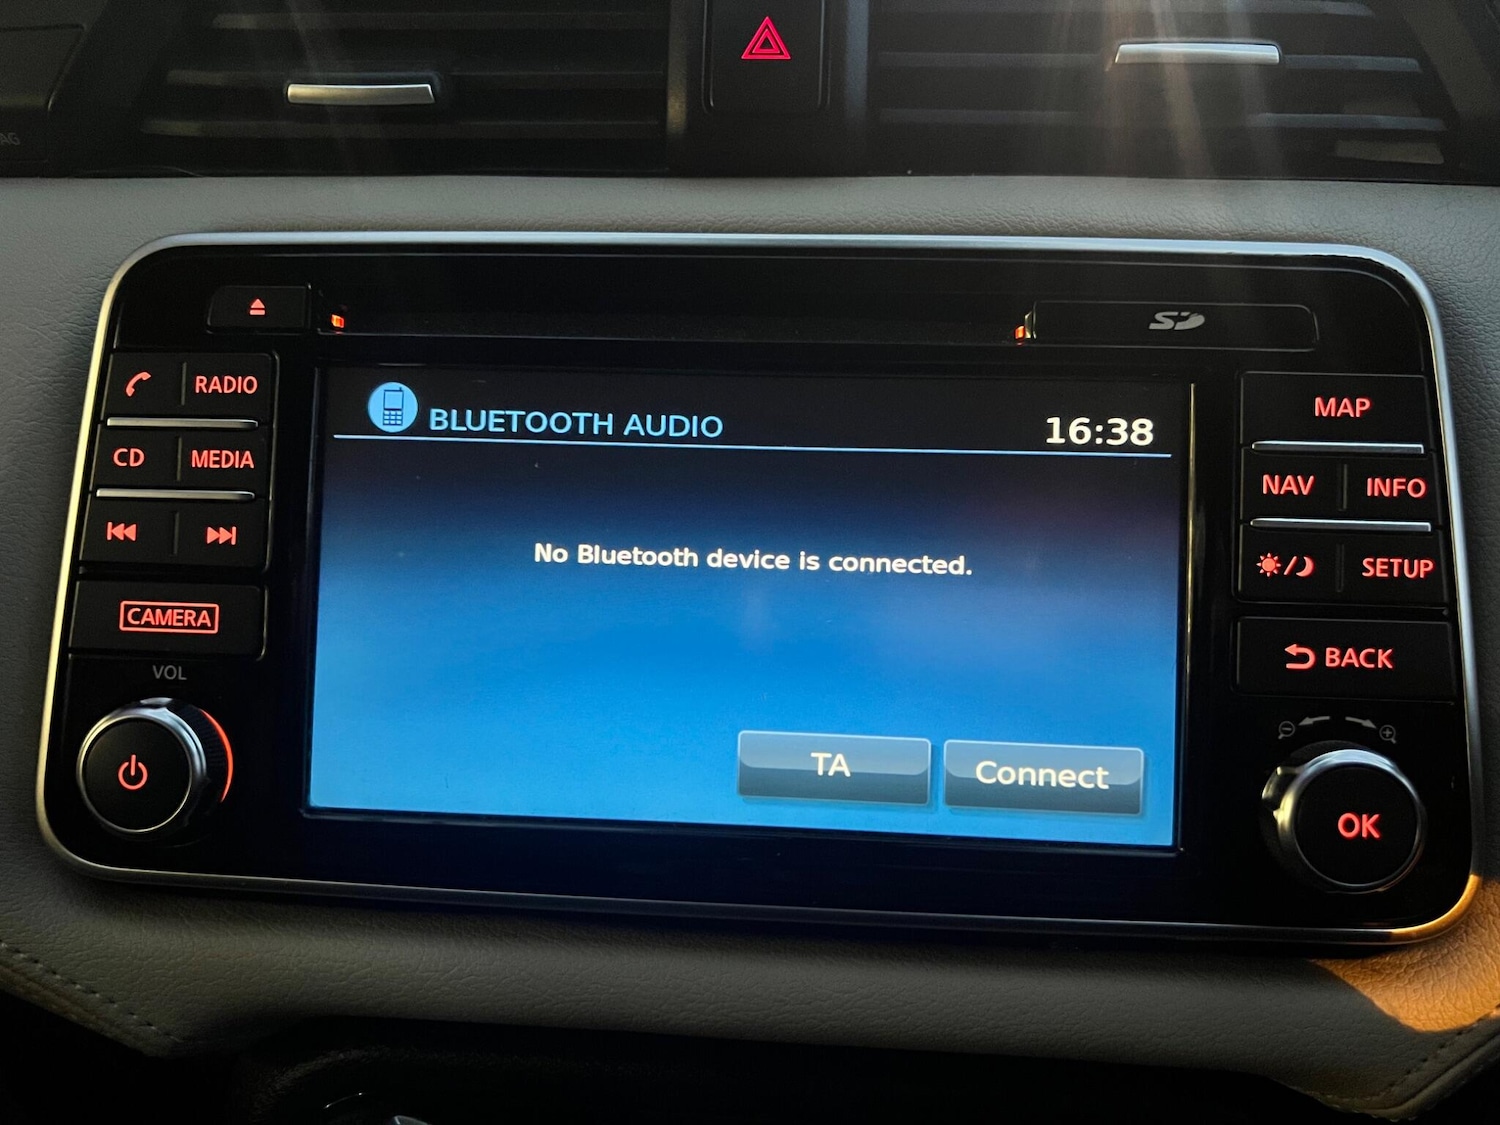 AG
SD
RADIO
CD
MEDIA
CAMERA
VOL
BLUETOOTH AUDIO
16:38
No Bluetooth device is connected.
TA
Connect
MAP
NAV
INFO
SETUP
BACK
OK